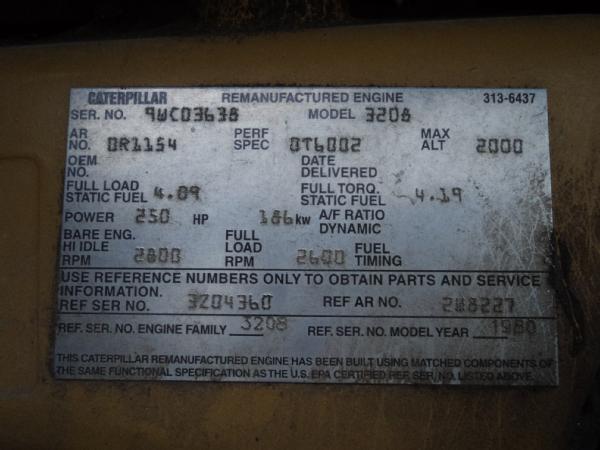 CATERPILLAR REMANUFACTURED ENGINE 313-6437
SER. NO. 9WC03638 MODEL 3208
AR NO. 0R1154 PERF SPEC 0T6002 MAX ALT 2000
OEM NO. DATE DELIVERED
FULL LOAD STATIC FUEL 4.09 FULL TORQ. STATIC FUEL 4.19
POWER 250 HP 186 kw A/F RATIO DYNAMIC
BARE ENG. HI IDLE RPM 2800 FULL LOAD RPM 2600 FUEL TIMING
USE REFERENCE NUMBERS ONLY TO OBTAIN PARTS AND SERVICE
INFORMATION.
REF SER NO. 3204360 REF AR NO. 2W8227
REF. SER. NO. ENGINE FAMILY 3208 REF. SER. NO. MODEL YEAR 1980
THIS CATERPILLAR REMANUFACTURED ENGINE HAS BEEN BUILT USING MATCHED COMPONENTS OF
THE SAME FUNCTIONAL SPECIFICATION AS THE U.S. EPA CERTIFIED REF. SER. NO. LISTED ABOVE.